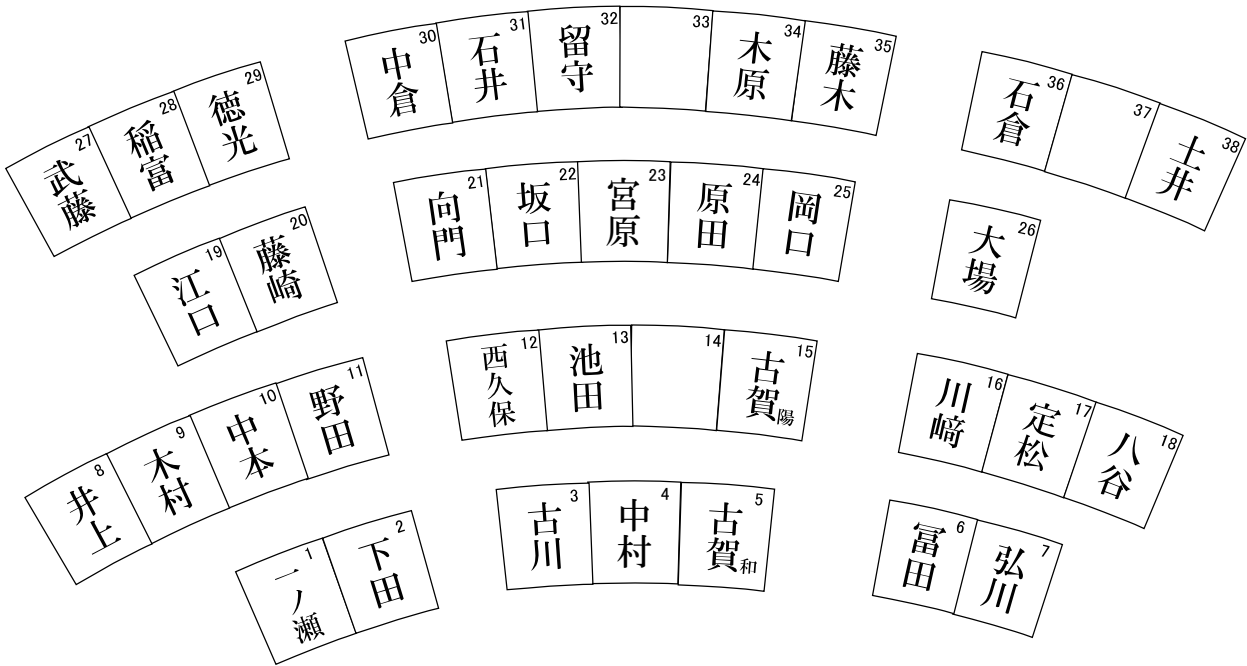 27 武藤
28 稲富
29 徳光
30 中倉
31 石井
32 留守
33
34 木原
35 藤木
36 石倉
37
38 土井
19 江口
20 藤崎
21 向門
22 坂口
23 宮原
24 原田
25 岡口
26 大場
8 井上
9 木村
10 中本
11 野田
12 西久保
13 池田
14
15 古賀陽
16 川﨑
17 定松
18 八谷
1 一ノ瀬
2 下田
3 古川
4 中村
5 古賀和
6 冨田
7 弘川